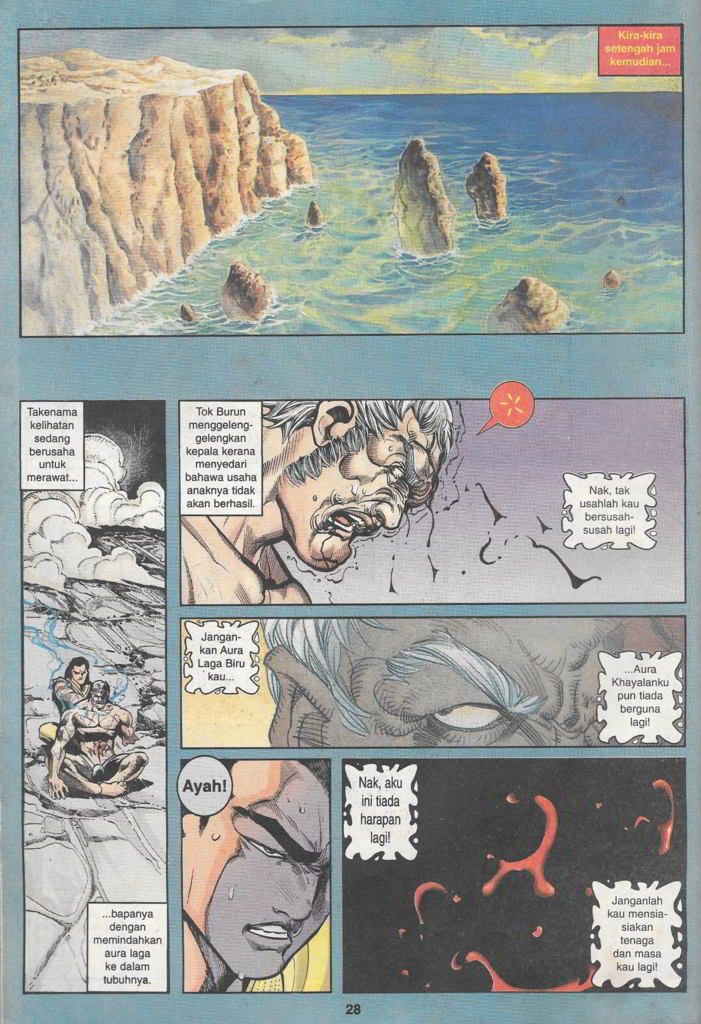 Kira-kira
setengah jam
kemudian...
Takenama
kelihatan
sedang
berusaha
untuk
merawat...
...bapanya
dengan
memindahkan
aura laga
ke dalam
tubuhnya.
Tok Burun
menggeleng-
gelengkan
kepala kerana
menyedari
bahawa usaha
anaknya tidak
akan berhasil.
Nak, tak
usahlah kau
bersusah-
susah lagi!
Jangan-
kan Aura
Laga Biru
kau...
...Aura
Khayalanku
pun tiada
berguna
lagi!
Ayah!
Nak, aku
ini tiada
harapan
lagi!
Janganlah
kau mensia-
siakan
tenaga
dan masa
kau lagi!
28